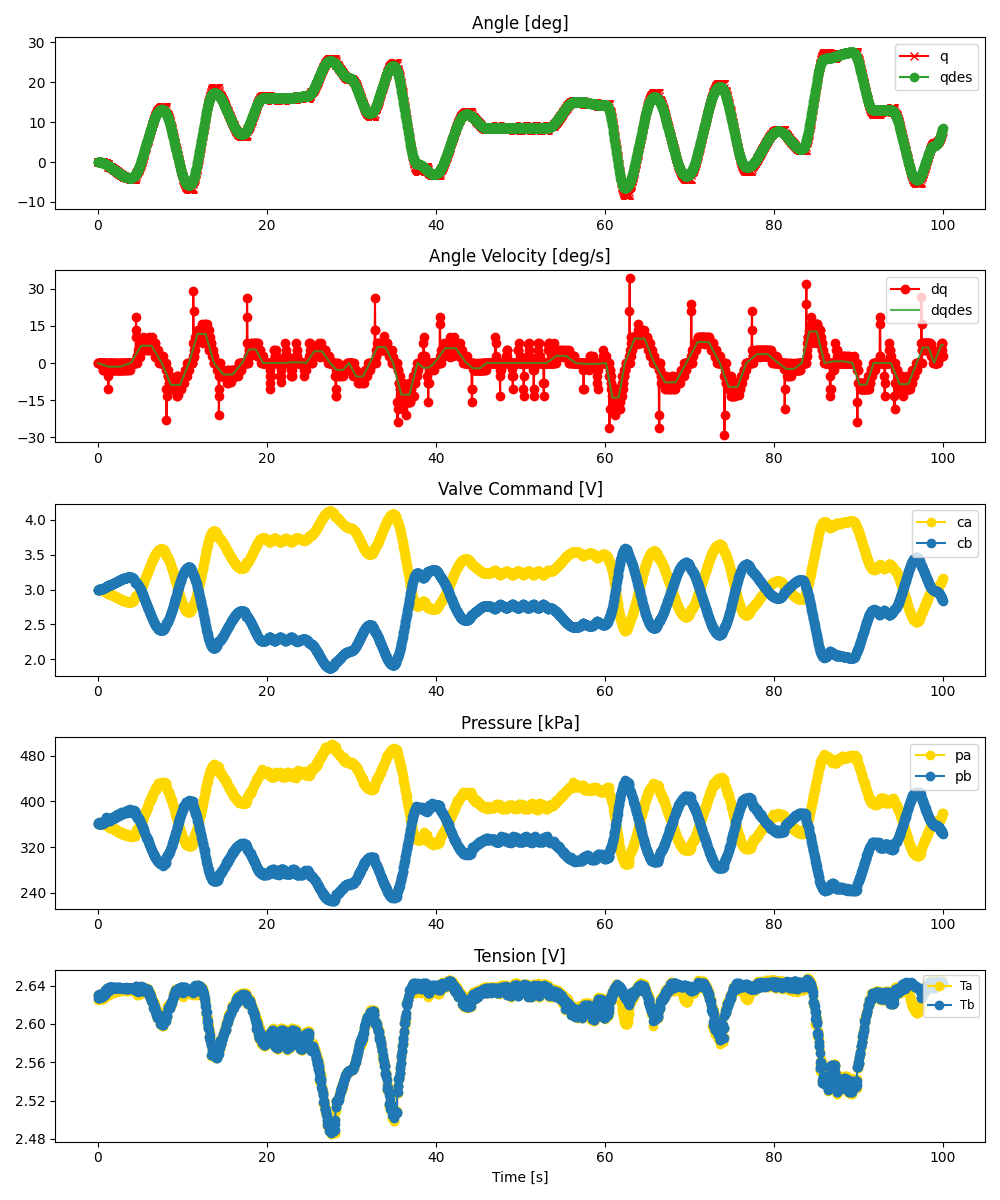 Angle [deg]
30
20
10
0
−10
q
qdes
0 20 40 60 80 100
Angle Velocity [deg/s]
30
15
0
−15
−30
dq
dqdes
0 20 40 60 80 100
Valve Command [V]
4.0
3.5
3.0
2.5
2.0
ca
cb
0 20 40 60 80 100
Pressure [kPa]
480
400
320
240
pa
pb
0 20 40 60 80 100
Tension [V]
2.64
2.60
2.56
2.52
2.48
Ta
Tb
0 20 40 60 80 100
Time [s]